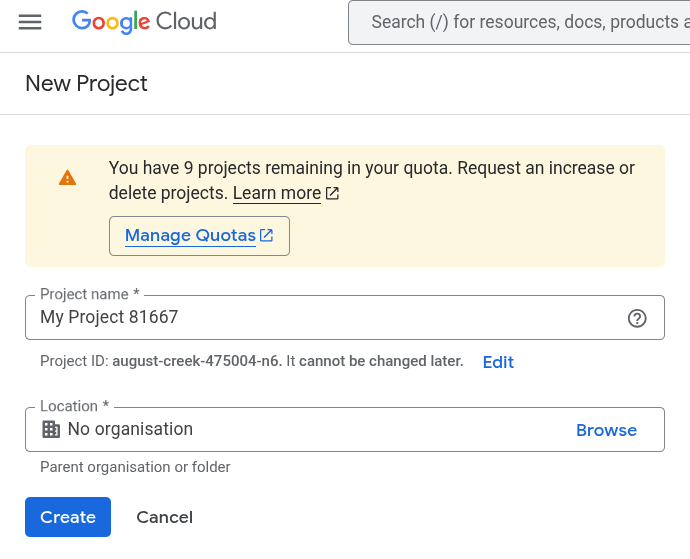 Google Cloud
Search (/) for resources, docs, products a
New Project
You have 9 projects remaining in your quota. Request an increase or
delete projects. Learn more
Manage Quotas
Project name *
My Project 81667
Project ID: august-creek-475004-n6. It cannot be changed later. Edit
Location *
No organisation Browse
Parent organisation or folder
Create Cancel